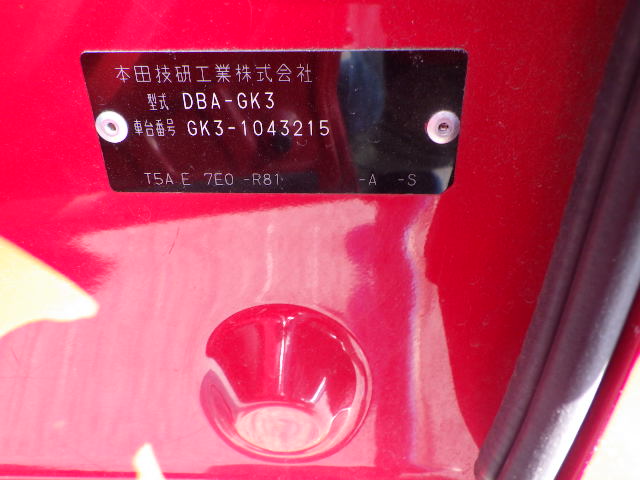 本田技研工業株式会社
型式 DBA-GK3
車台番号 GK3-1043215
T5A E 7E0 -R81 -A -S